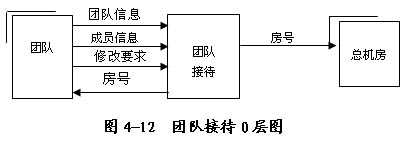 团队信息
成员信息
修改要求
房号
团队
团队
接待
房号
总机房
图 4-12 团队接待 0 层图